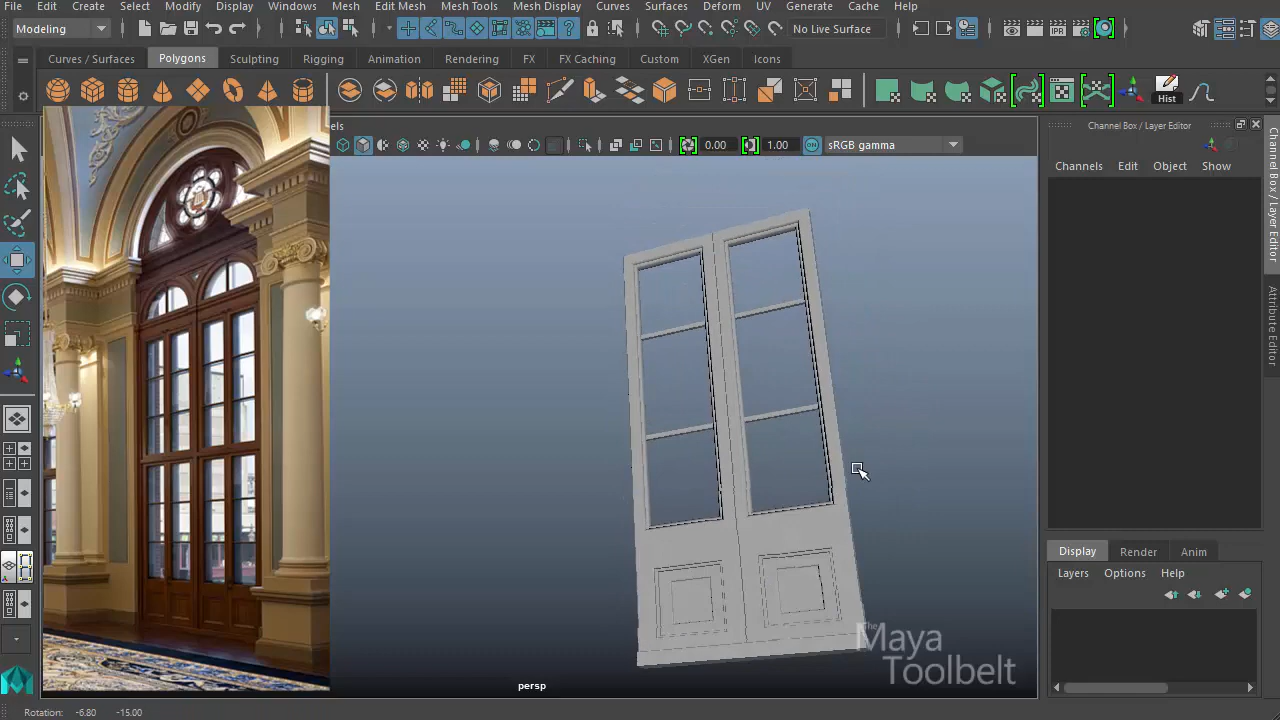 File Edit Create Select Modify Display Windows Mesh Edit Mesh Mesh Tools Mesh Display Curves Surfaces Deform UV Generate Cache Help
Modeling No Live Surface IPR
Curves / Surfaces Polygons Sculpting Rigging Animation Rendering FX FX Caching Custom XGen Icons
Hist
els
0.00 1.00 sRGB gamma
Channel Box / Layer Editor
Channels Edit Object Show
Channel Box / Layer Editor
Attribute Editor
Display Render Anim
Layers Options Help
The
Maya
Toolbelt
persp
Rotation: -6.80 -15.00